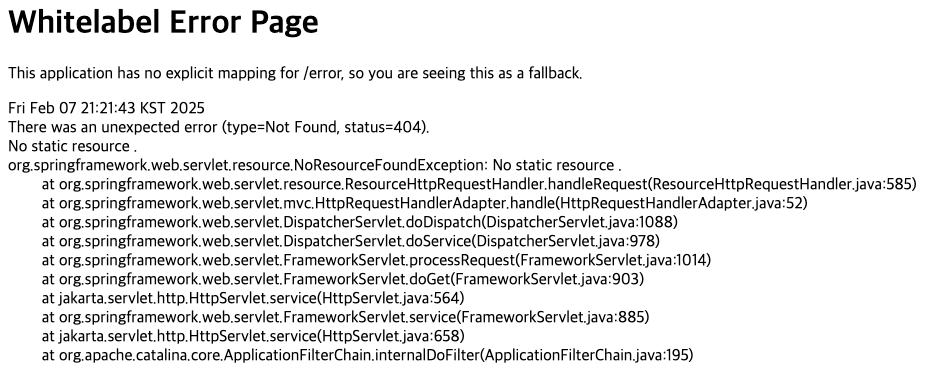 Whitelabel Error Page
This application has no explicit mapping for /error, so you are seeing this as a fallback.
Fri Feb 07 21:21:43 KST 2025
There was an unexpected error (type=Not Found, status=404).
No static resource .
org.springframework.web.servlet.resource.NoResourceFoundException: No static resource .
at org.springframework.web.servlet.resource.ResourceHttpRequestHandler.handleRequest(ResourceHttpRequestHandler.java:585)
at org.springframework.web.servlet.mvc.HttpRequestHandlerAdapter.handle(HttpRequestHandlerAdapter.java:52)
at org.springframework.web.servlet.DispatcherServlet.doDispatch(DispatcherServlet.java:1088)
at org.springframework.web.servlet.DispatcherServlet.doService(DispatcherServlet.java:978)
at org.springframework.web.servlet.FrameworkServlet.processRequest(FrameworkServlet.java:1014)
at org.springframework.web.servlet.FrameworkServlet.doGet(FrameworkServlet.java:903)
at jakarta.servlet.http.HttpServlet.service(HttpServlet.java:564)
at org.springframework.web.servlet.FrameworkServlet.service(FrameworkServlet.java:885)
at jakarta.servlet.http.HttpServlet.service(HttpServlet.java:658)
at org.apache.catalina.core.ApplicationFilterChain.internalDoFilter(ApplicationFilterChain.java:195)